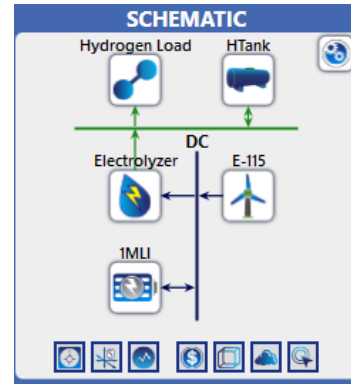 SCHEMATIC
Hydrogen Load HTank
DC
Electrolyzer E-115
1MLI